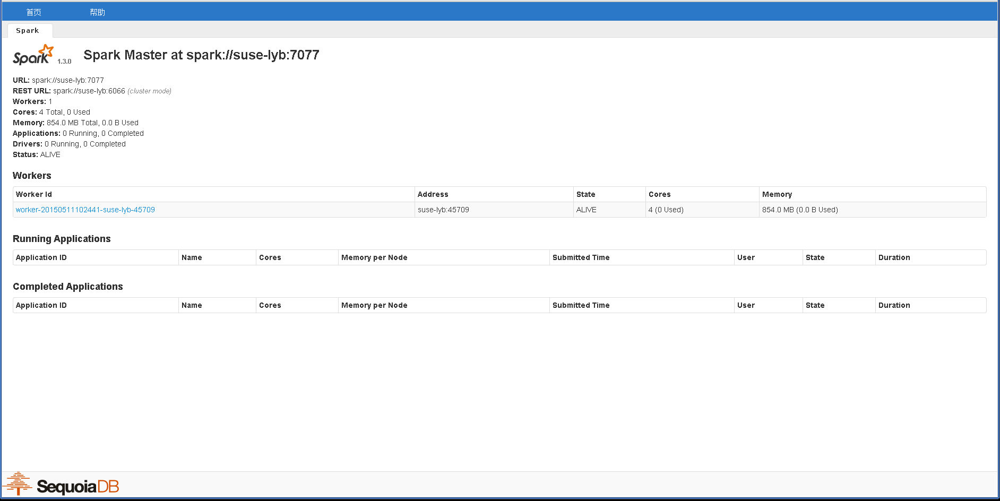 首页 帮助
Spark
Spark 1.3.0 Spark Master at spark://suse-lyb:7077
URL: spark://suse-lyb:7077
REST URL: spark://suse-lyb:6066 (cluster mode)
Workers: 1
Cores: 4 Total, 0 Used
Memory: 854.0 MB Total, 0.0 B Used
Applications: 0 Running, 0 Completed
Drivers: 0 Running, 0 Completed
Status: ALIVE
Workers
Worker Id Address State Cores Memory
worker-20150511102441-suse-lyb-45709 suse-lyb:45709 ALIVE 4 (0 Used) 854.0 MB (0.0 B Used)
Running Applications
Application ID Name Cores Memory per Node Submitted Time User State Duration
Completed Applications
Application ID Name Cores Memory per Node Submitted Time User State Duration
SequoiaDB